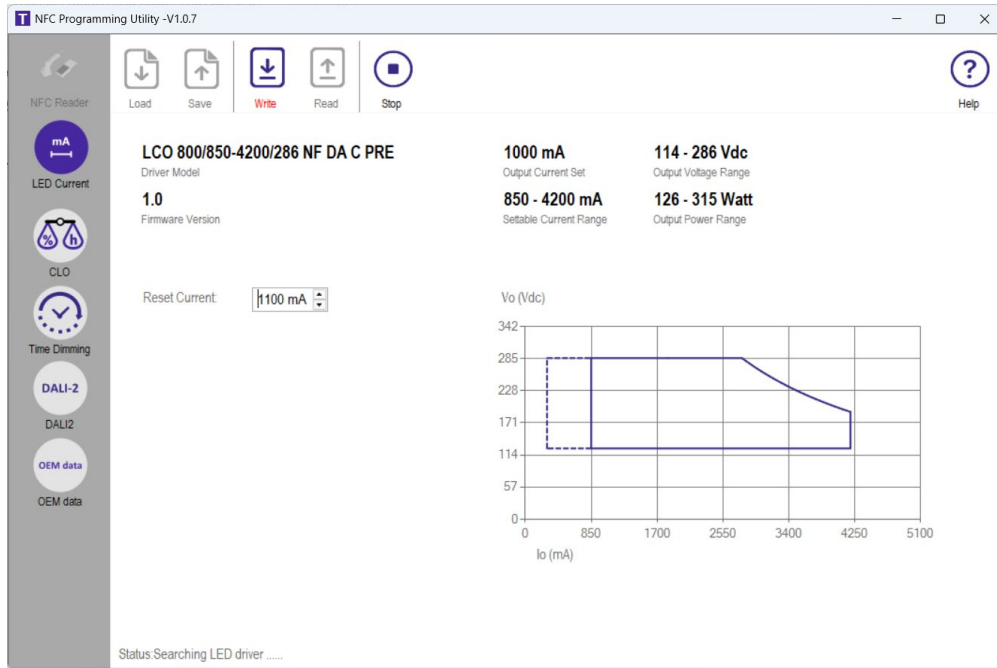 T NFC Programming Utility -V1.0.7
NFC Reader
mA
LED Current
% h
CLO
Time Dimming
DALI-2
DALI2
OEM data
OEM data
Load Save Write Read Stop
? Help
LCO 800/850-4200/286 NF DA C PRE
Driver Model
1.0
Firmware Version
1000 mA
Output Current Set
850 - 4200 mA
Settable Current Range
114 - 286 Vdc
Output Voltage Range
126 - 315 Watt
Output Power Range
Reset Current: 1100 mA
Vo (Vdc)
342
285
228
171
114
57
0
0 850 1700 2550 3400 4250 5100
Io (mA)
Status:Searching LED driver ......